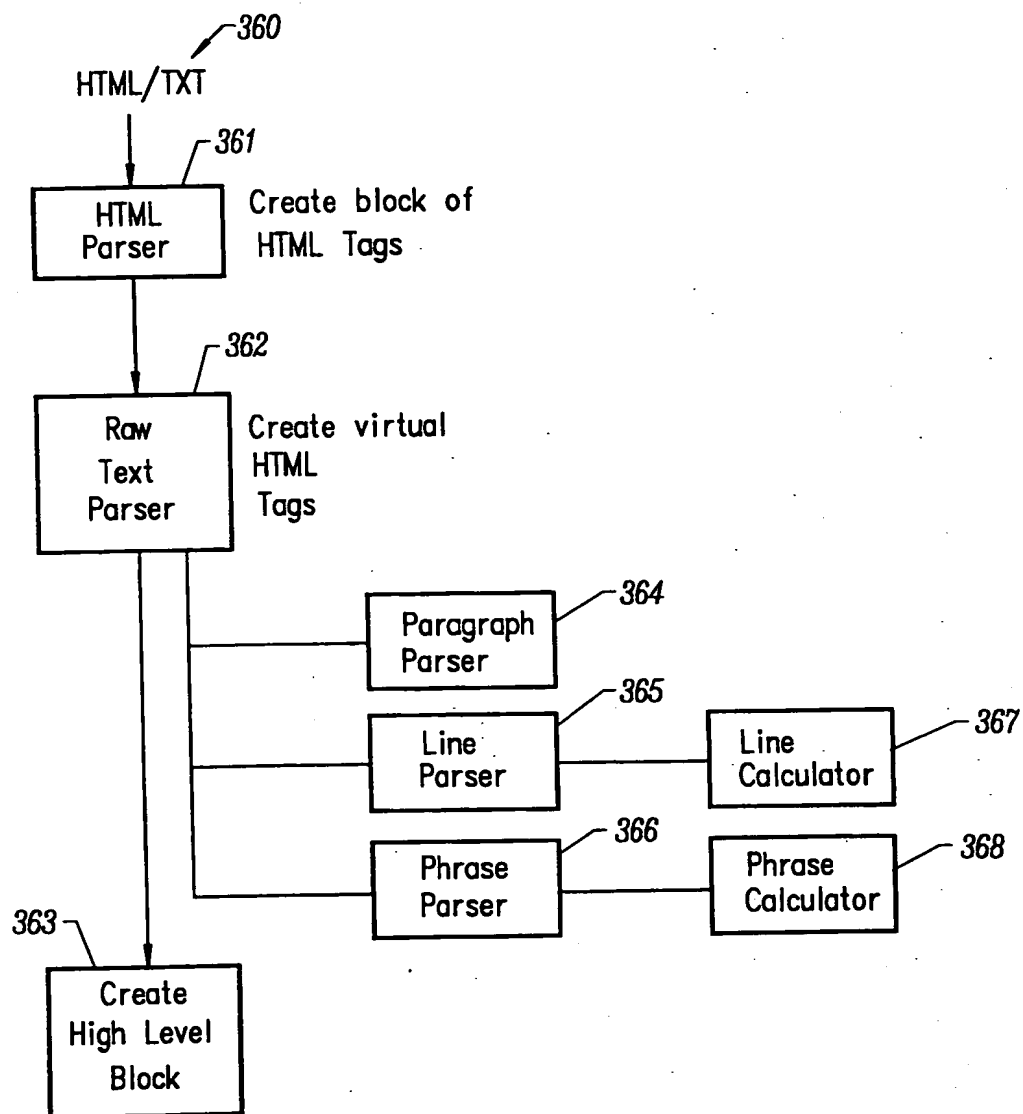 360
HTML/TXT
361
HTML
Parser
Create block of
HTML Tags
362
Raw
Text
Parser
Create virtual
HTML
Tags
364
Paragraph
Parser
365
Line
Parser
367
Line
Calculator
366
Phrase
Parser
368
Phrase
Calculator
363
Create
High Level
Block